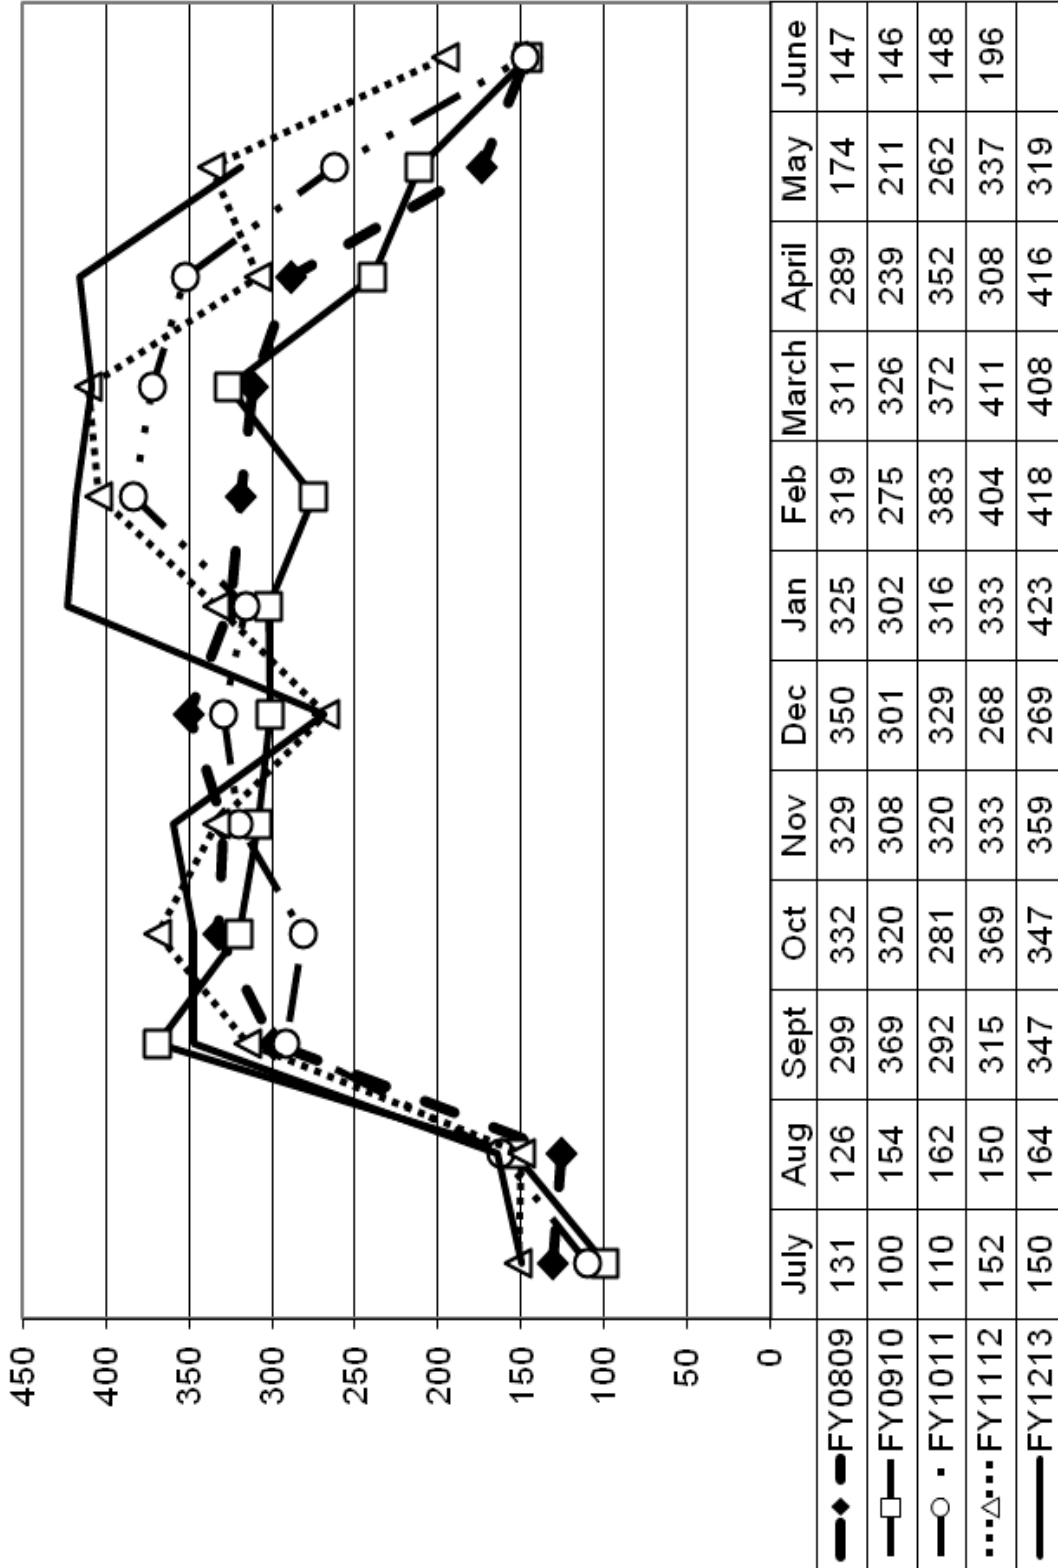 450
400
350
300
250
200
150
100
50
0
July Aug Sept Oct Nov Dec Jan Feb March April May June
FY0809 131 126 299 332 329 350 325 319 311 289 174 147
FY0910 100 154 369 320 308 301 302 275 326 239 211 146
FY1011 110 162 292 281 320 329 316 383 372 352 262 148
FY1112 152 150 315 369 333 268 333 404 411 308 337 196
FY1213 150 164 347 347 359 269 423 418 408 416 319